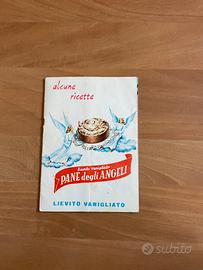 alcune
ricette
PANE degli ANGELI
LIEVITO VANIGLIATO
subito